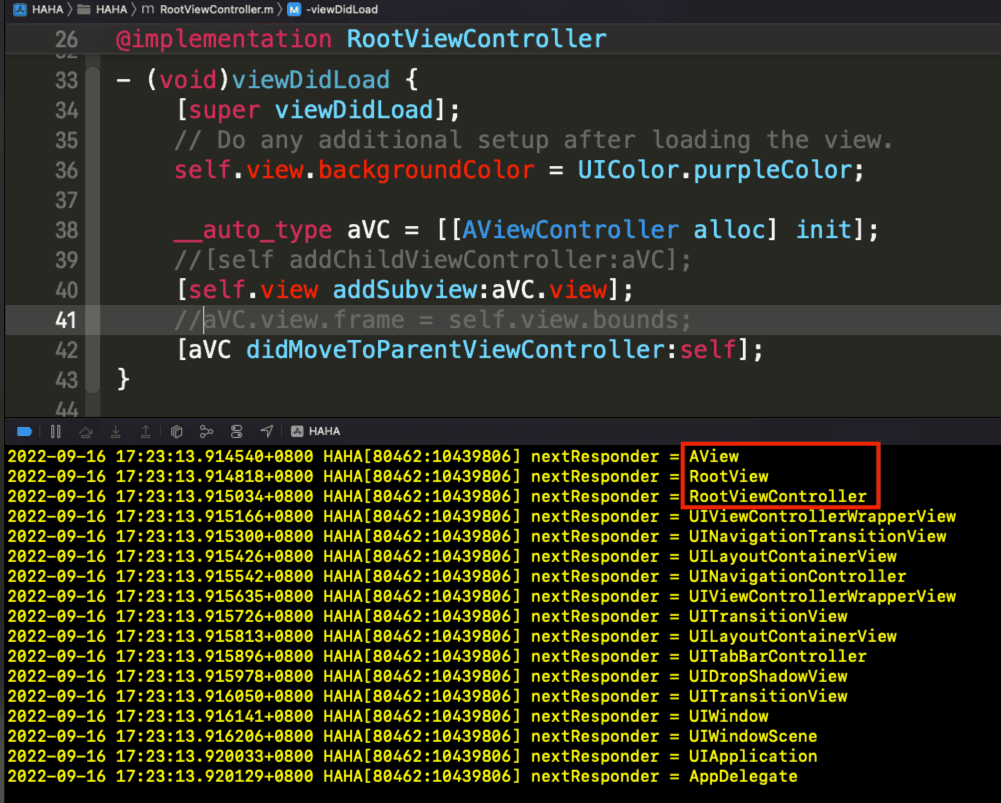 HAHA 〉 HAHA 〉 m RootViewController.m 〉 M -viewDidLoad
26 @implementation RootViewController
32
33 - (void)viewDidLoad {
34 [super viewDidLoad];
35 // Do any additional setup after loading the view.
36 self.view.backgroundColor = UIColor.purpleColor;
37
38 __auto_type aVC = [[AViewController alloc] init];
39 //[self addChildViewController:aVC];
40 [self.view addSubview:aVC.view];
41 //aVC.view.frame = self.view.bounds;
42 [aVC didMoveToParentViewController:self];
43 }
44
HAHA
2022-09-16 17:23:13.914540+0800 HAHA[80462:10439806] nextResponder = AView
2022-09-16 17:23:13.914818+0800 HAHA[80462:10439806] nextResponder = RootView
2022-09-16 17:23:13.915034+0800 HAHA[80462:10439806] nextResponder = RootViewController
2022-09-16 17:23:13.915166+0800 HAHA[80462:10439806] nextResponder = UIViewControllerWrapperView
2022-09-16 17:23:13.915300+0800 HAHA[80462:10439806] nextResponder = UINavigationTransitionView
2022-09-16 17:23:13.915426+0800 HAHA[80462:10439806] nextResponder = UILayoutContainerView
2022-09-16 17:23:13.915542+0800 HAHA[80462:10439806] nextResponder = UINavigationController
2022-09-16 17:23:13.915635+0800 HAHA[80462:10439806] nextResponder = UIViewControllerWrapperView
2022-09-16 17:23:13.915726+0800 HAHA[80462:10439806] nextResponder = UITransitionView
2022-09-16 17:23:13.915813+0800 HAHA[80462:10439806] nextResponder = UILayoutContainerView
2022-09-16 17:23:13.915896+0800 HAHA[80462:10439806] nextResponder = UITabBarController
2022-09-16 17:23:13.915978+0800 HAHA[80462:10439806] nextResponder = UIDropShadowView
2022-09-16 17:23:13.916050+0800 HAHA[80462:10439806] nextResponder = UITransitionView
2022-09-16 17:23:13.916141+0800 HAHA[80462:10439806] nextResponder = UIWindow
2022-09-16 17:23:13.916206+0800 HAHA[80462:10439806] nextResponder = UIWindowScene
2022-09-16 17:23:13.920033+0800 HAHA[80462:10439806] nextResponder = UIApplication
2022-09-16 17:23:13.920129+0800 HAHA[80462:10439806] nextResponder = AppDelegate